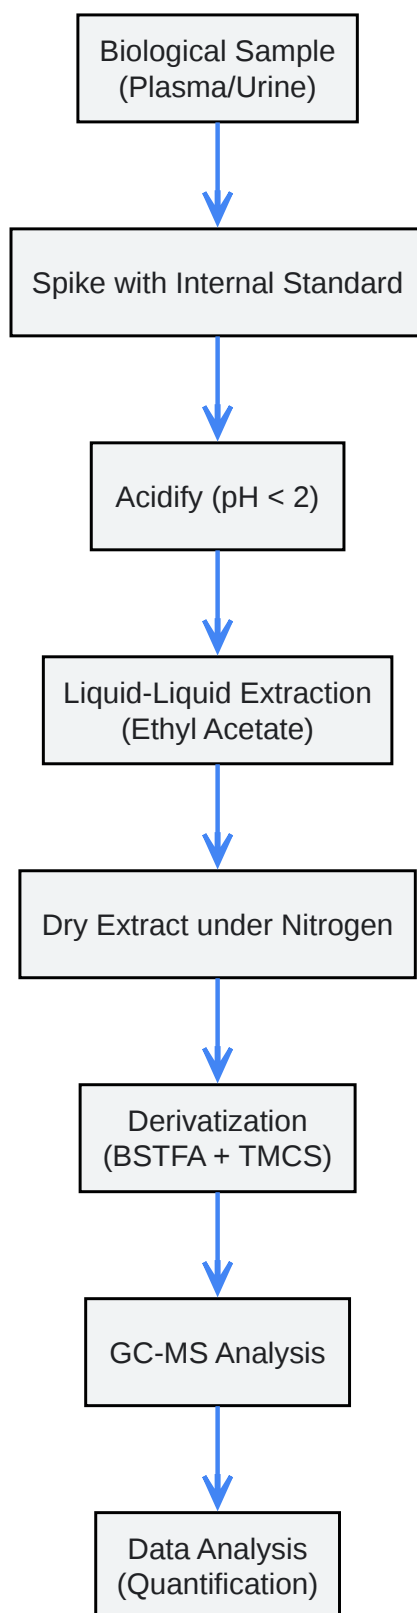 Biological Sample
(Plasma/Urine)
Spike with Internal Standard
Acidify (pH < 2)
Liquid-Liquid Extraction
(Ethyl Acetate)
Dry Extract under Nitrogen
Derivatization
(BSTFA + TMCS)
GC-MS Analysis
Data Analysis
(Quantification)